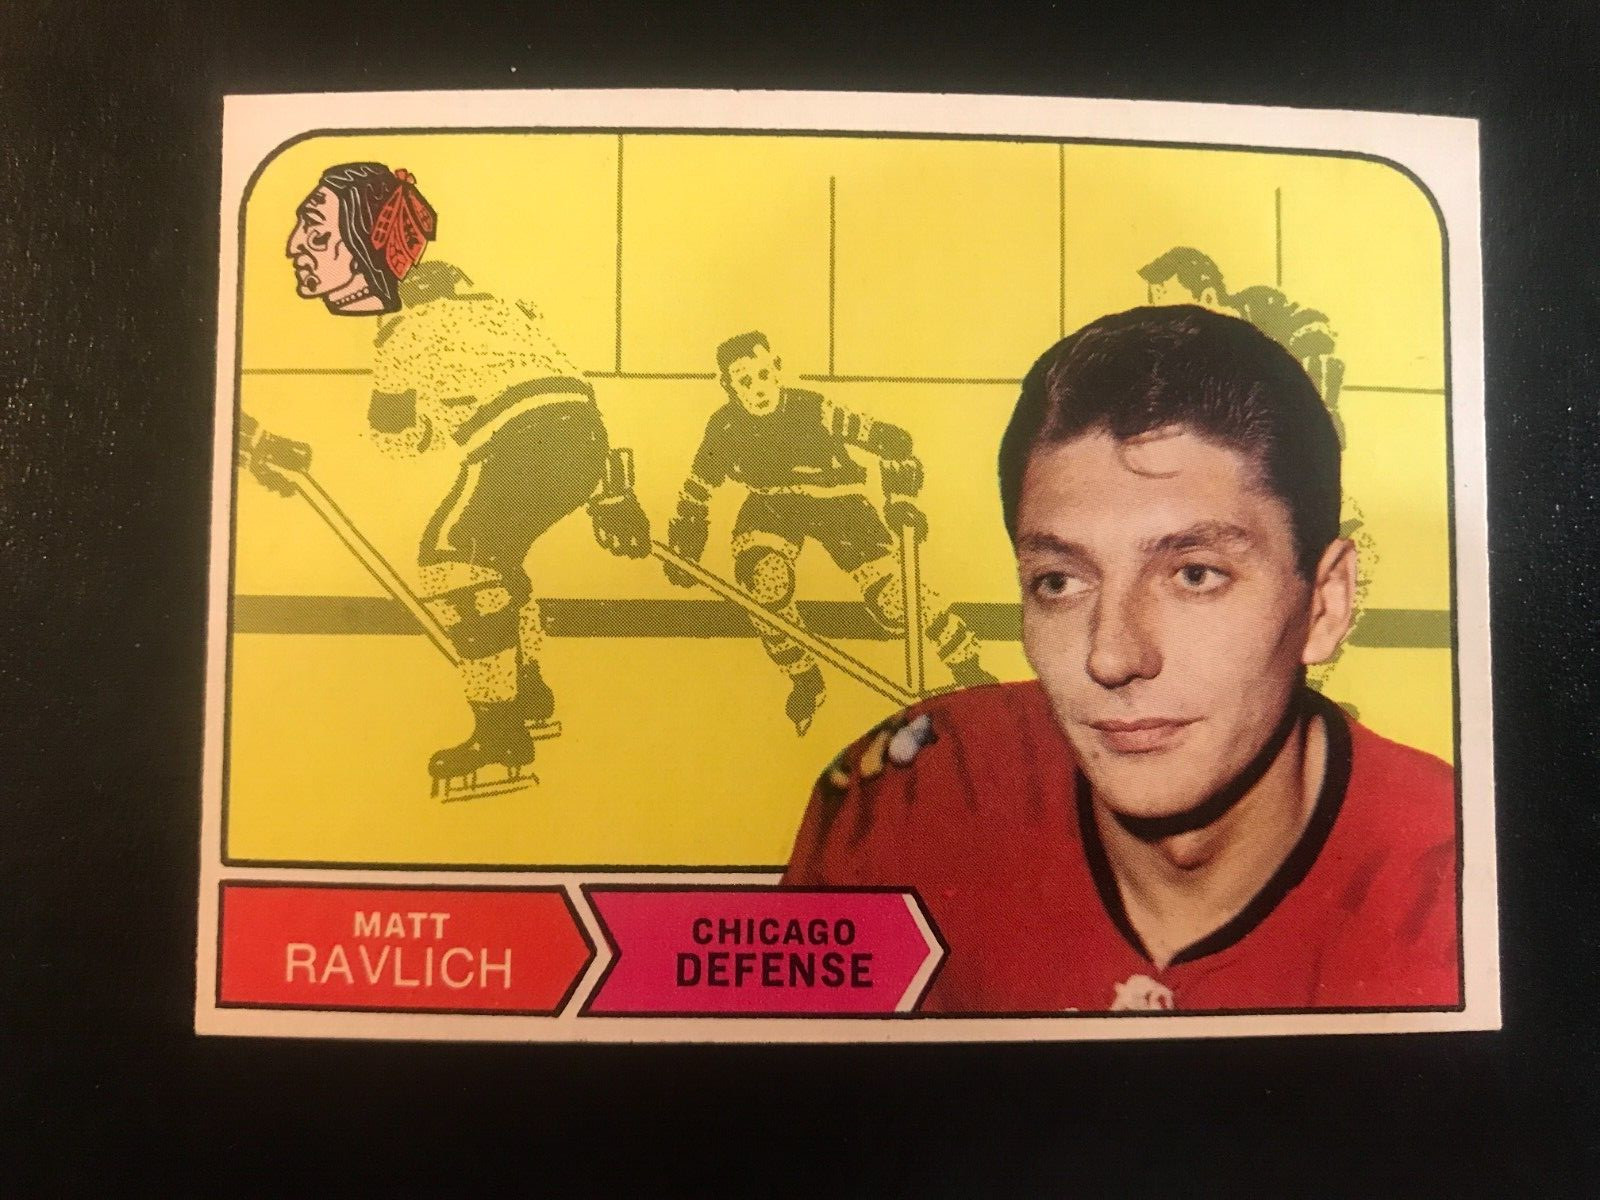 MATT
RAVLICH
CHICAGO
DEFENSE